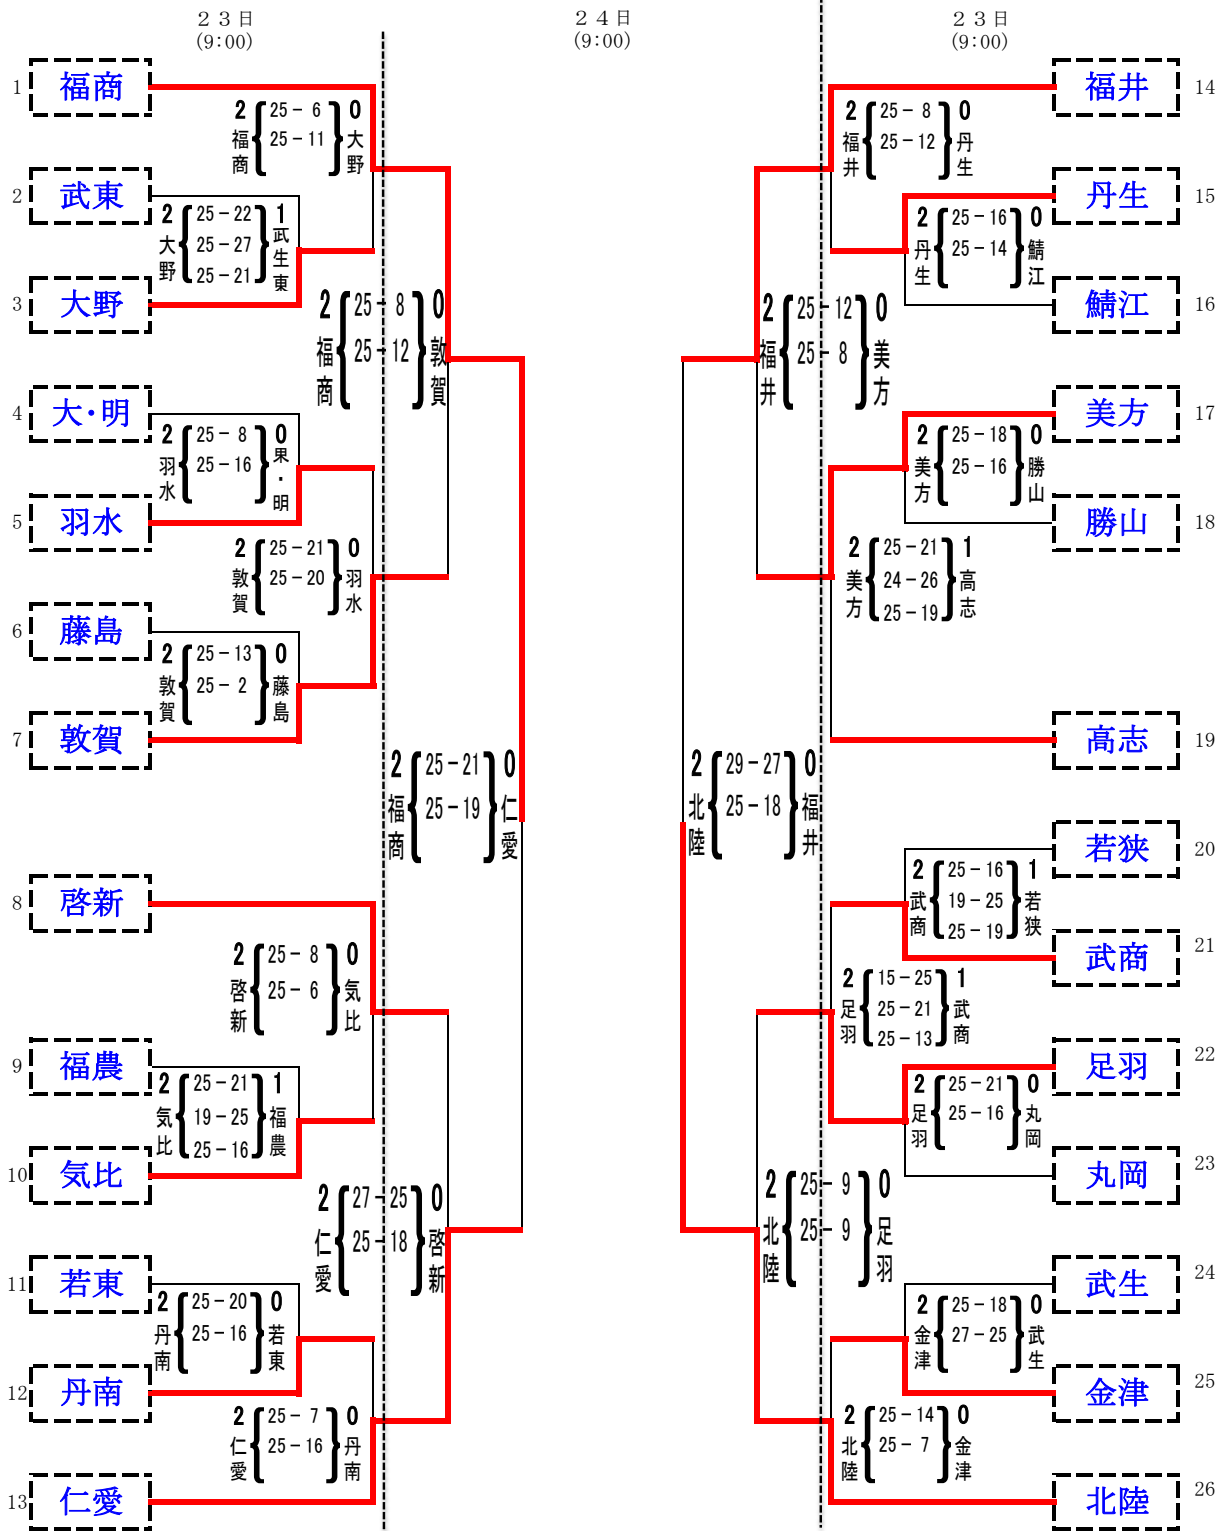 ２３日
(9:00)
２４日
(9:00)
２３日
(9:00)
1 福商
2 大野 0
福商 25－6
25－11
2 武東
2 大野 25－22 1 武生東
25－27
25－21
3 大野
2 福商 25－8 0 敦賀
25－12
4 大・明
2 羽水 25－8 0 果・明
25－16
5 羽水
2 敦賀 25－21 0 羽水
25－20
6 藤島
2 敦賀 25－13 0 藤島
25－2
7 敦賀
2 福商 25－21 0 仁愛
25－19
8 啓新
2 啓新 25－8 0 気比
25－6
9 福農
2 気比 25－21 1 福農
19－25
25－16
10 気比
2 仁愛 27－25 0 啓新
25－18
11 若東
2 丹南 25－20 0 若東
25－16
12 丹南
2 仁愛 25－7 0 丹南
25－16
13 仁愛
福井 14
2 福井 25－8 0 丹生
25－12
丹生 15
2 丹生 25－16 0 鯖江
25－14
鯖江 16
2 福井 25－12 0 美方
25－8
美方 17
2 美方 25－18 0 勝山
25－16
勝山 18
2 美方 25－21 1 高志
24－26
25－19
高志 19
2 北陸 29－27 0 福井
25－18
若狭 20
2 武商 25－16 1 若狭
19－25
25－19
武商 21
2 足羽 15－25 1 武商
25－21
25－13
足羽 22
2 足羽 25－21 0 丸岡
25－16
丸岡 23
2 北陸 25－9 0 足羽
25－9
武生 24
2 金津 25－18 0 武生
27－25
金津 25
2 北陸 25－14 0 金津
25－7
北陸 26